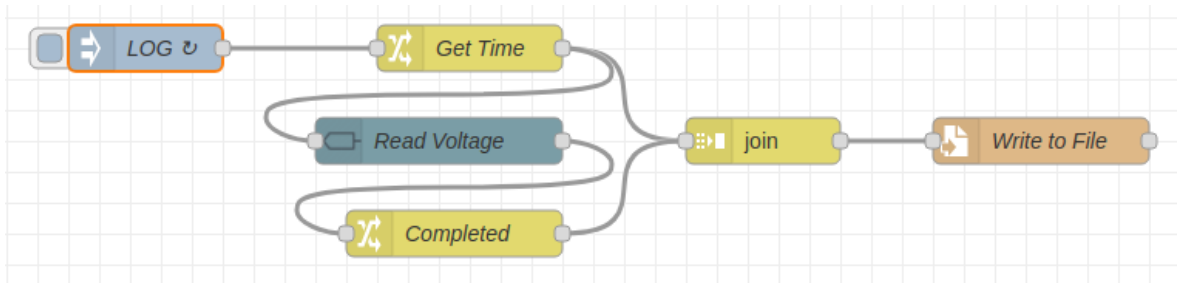 LOG ↻
Get Time
Read Voltage
join
Write to File
Completed